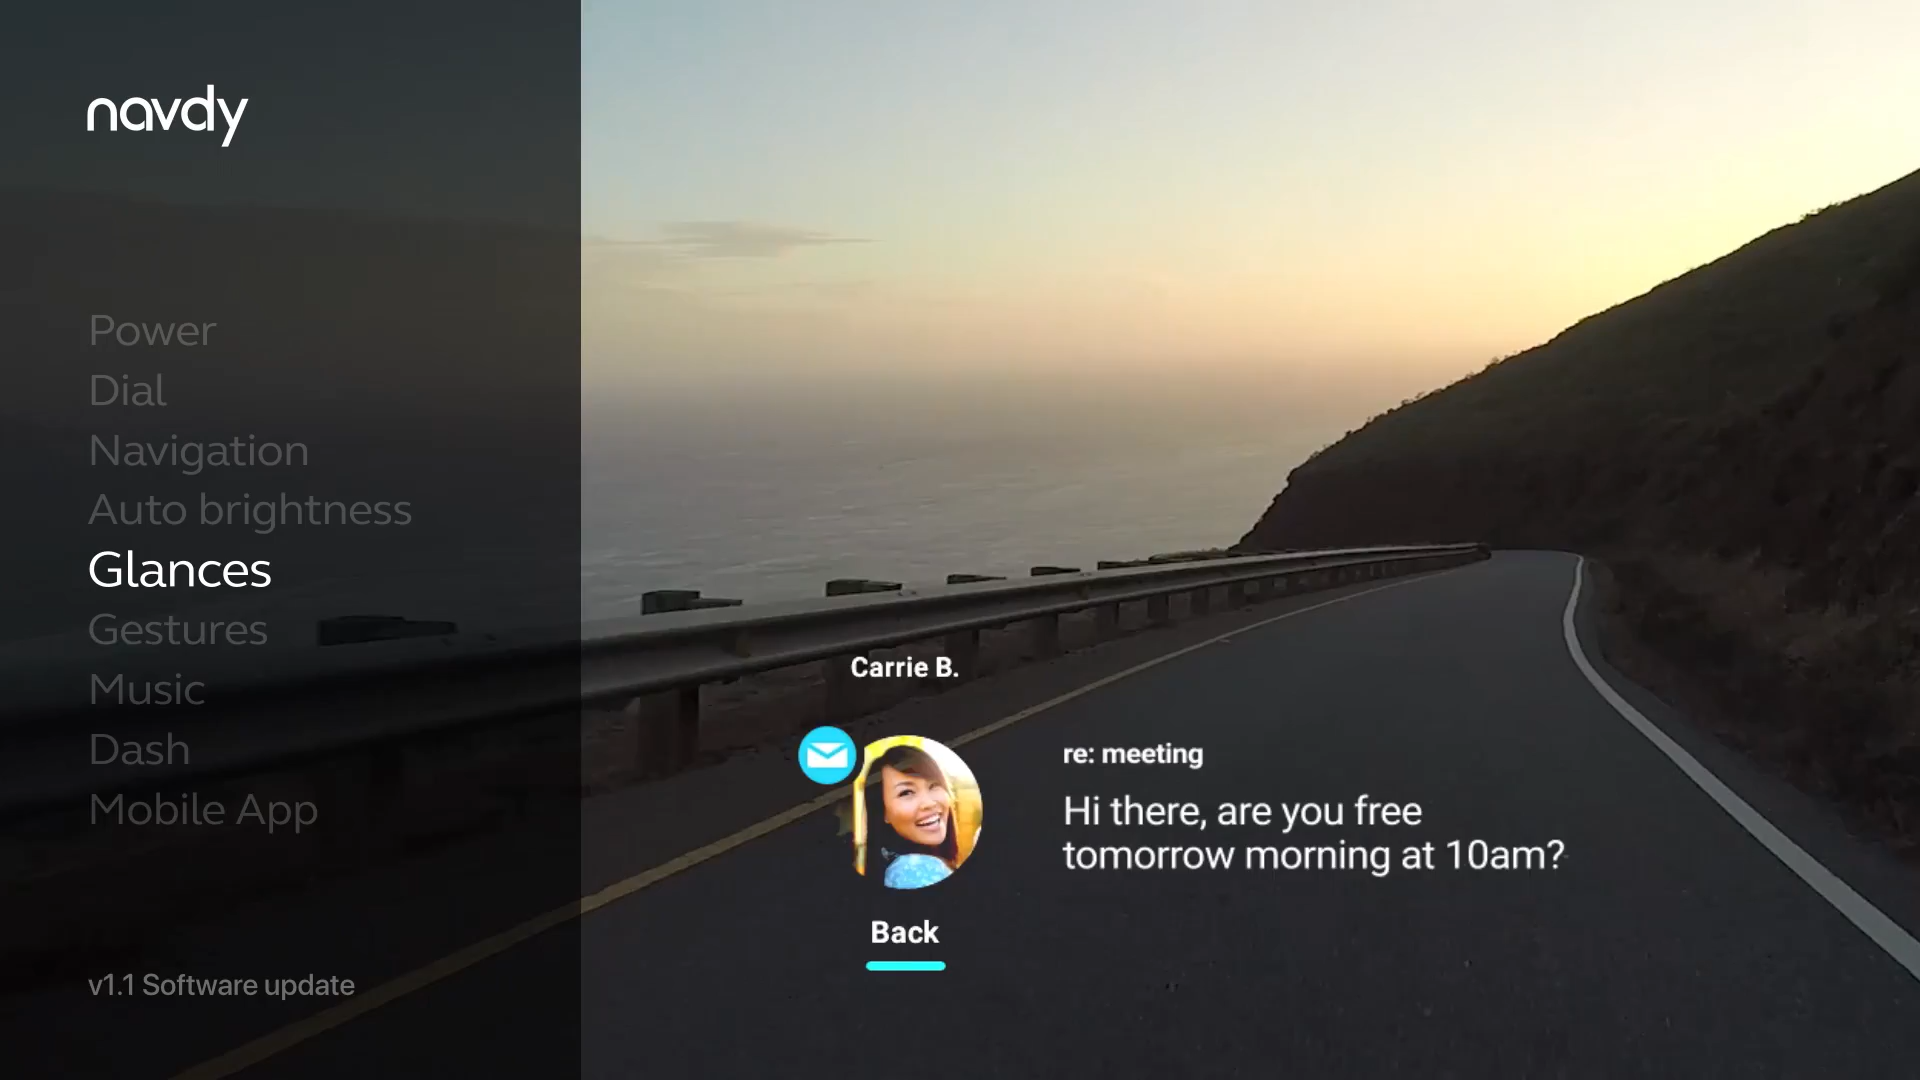 navdy
Power
Dial
Navigation
Auto brightness
Glances
Gestures
Music
Dash
Mobile App
v1.1 Software update
Carrie B.
re: meeting
Hi there, are you free
tomorrow morning at 10am?
Back